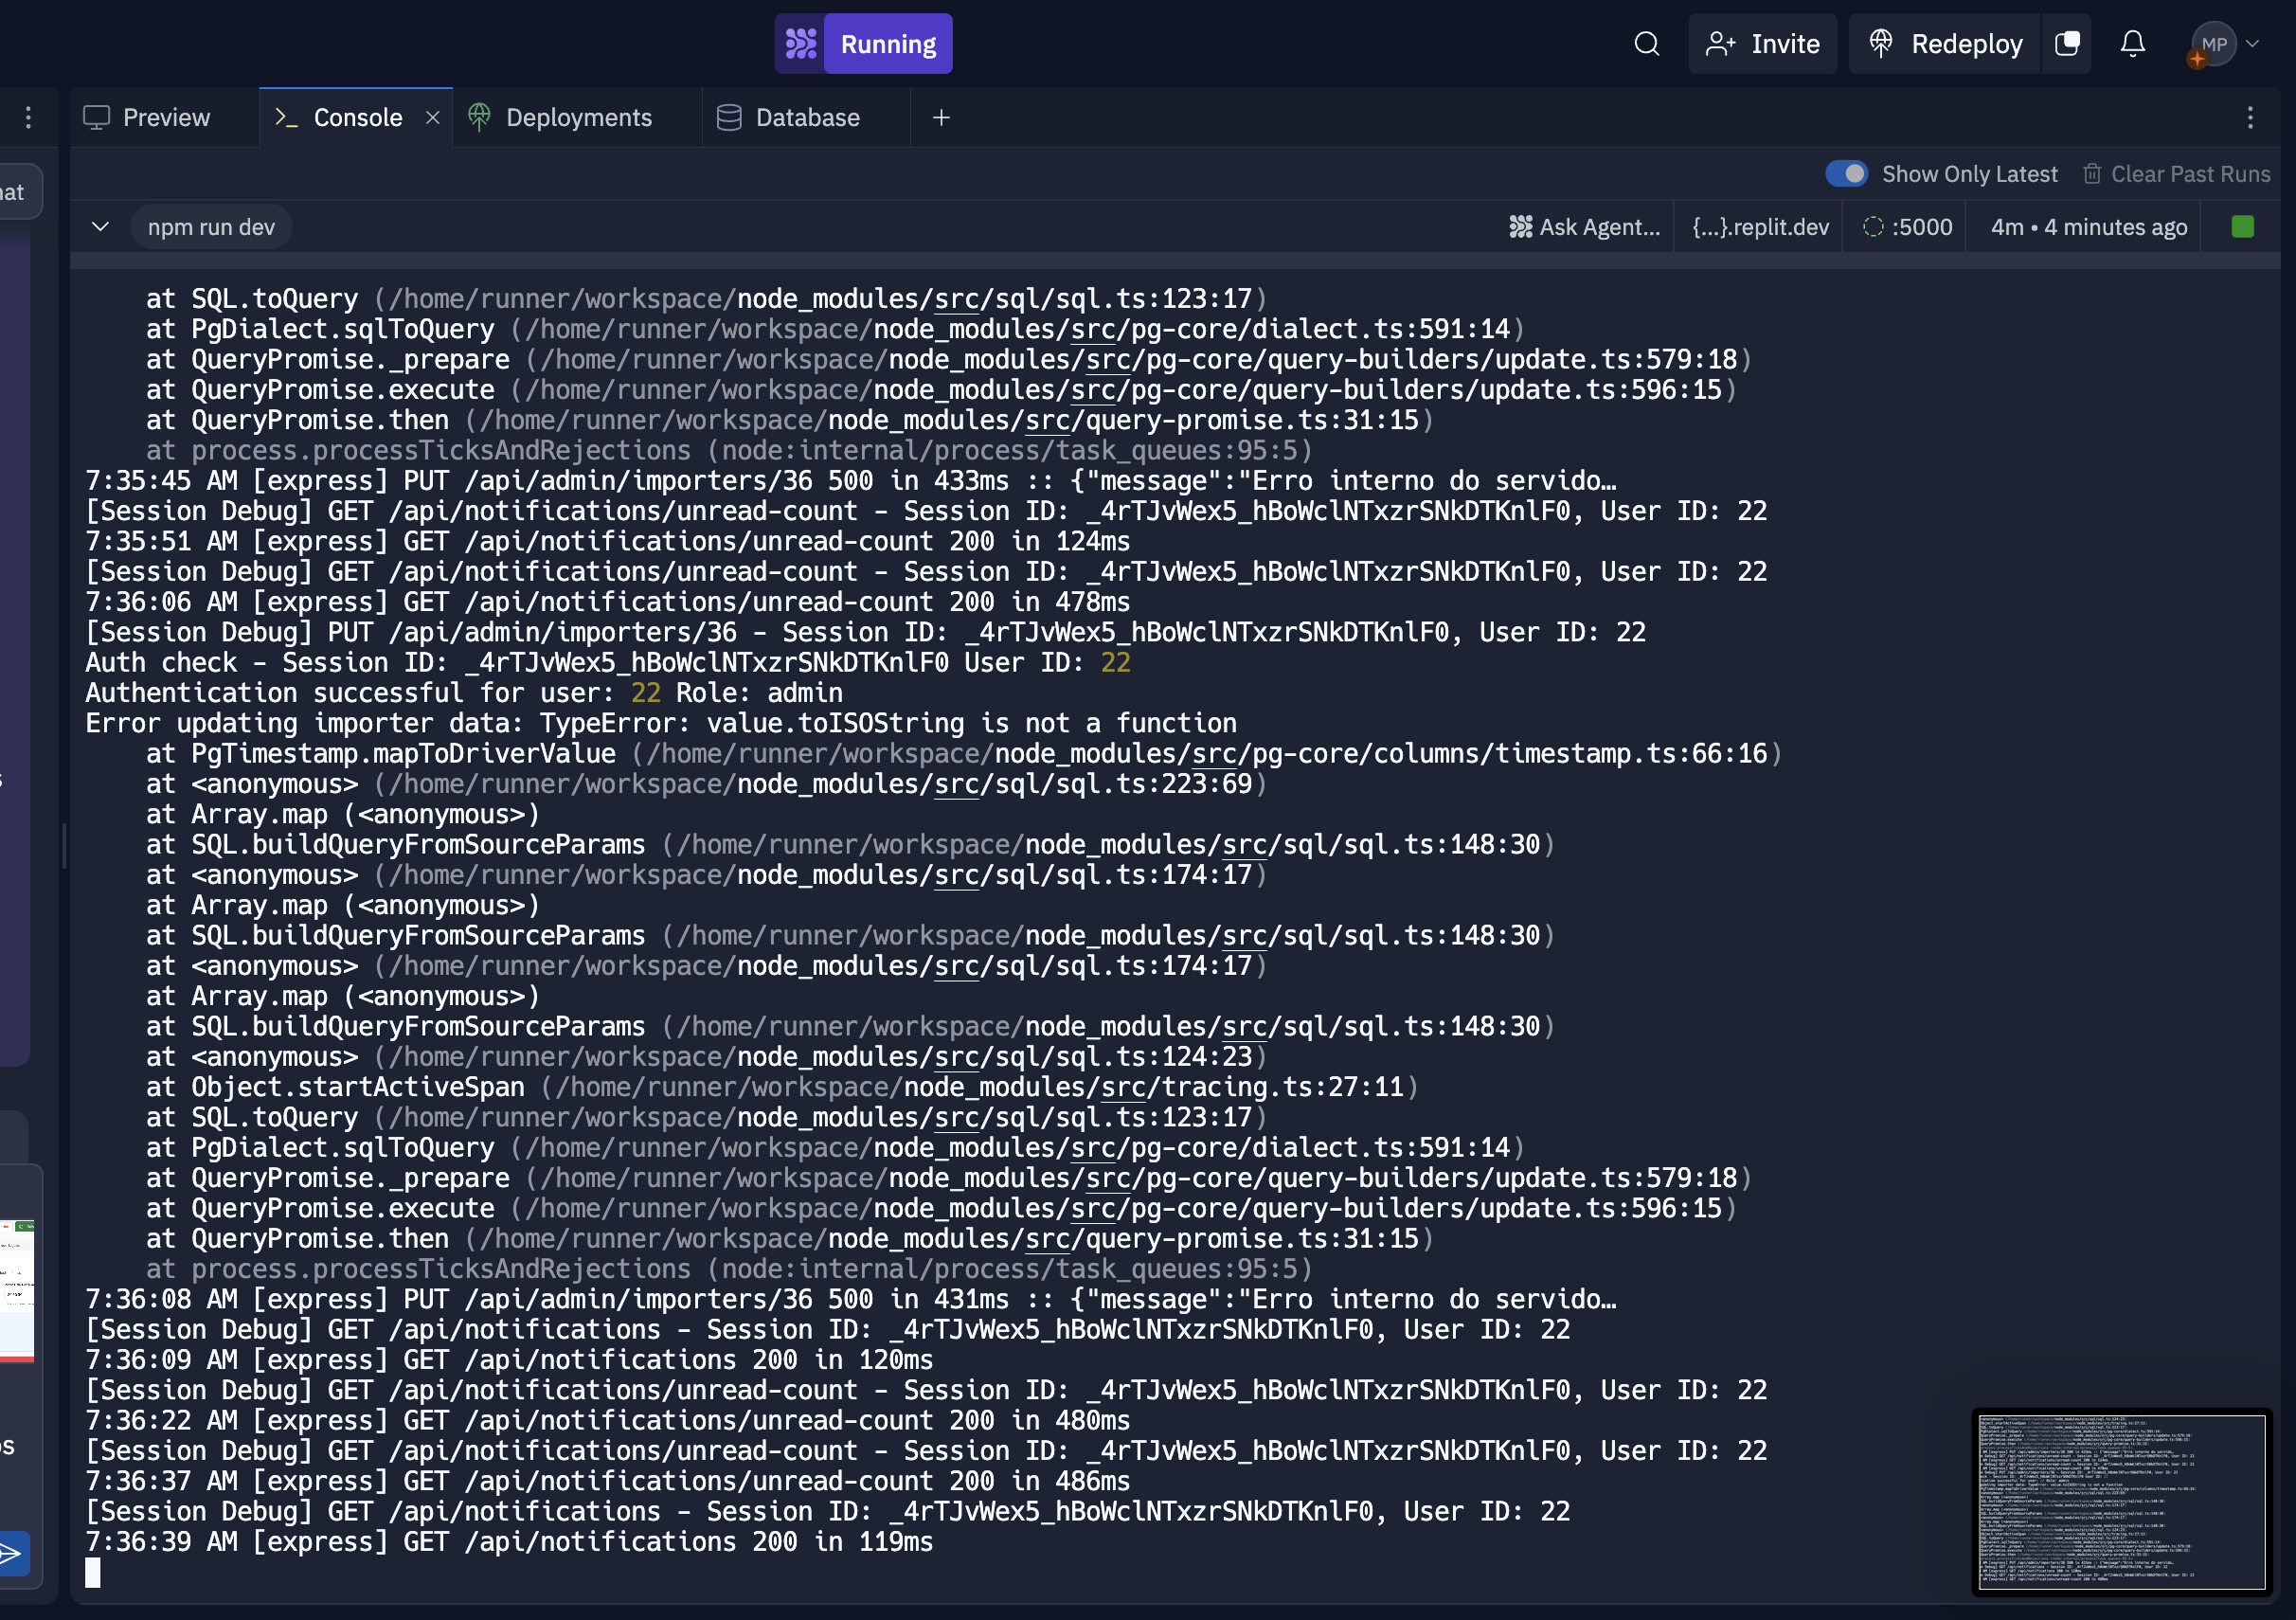 Running
Invite
Redeploy
MP
Preview
Console
Deployments
Database
Show Only Latest
Clear Past Runs
npm run dev
Ask Agent...
{...}.replit.dev
:5000
4m • 4 minutes ago
at SQL.toQuery (/home/runner/workspace/node_modules/src/sql/sql.ts:123:17)
at PgDialect.sqlToQuery (/home/runner/workspace/node_modules/src/pg-core/dialect.ts:591:14)
at QueryPromise._prepare (/home/runner/workspace/node_modules/src/pg-core/query-builders/update.ts:579:18)
at QueryPromise.execute (/home/runner/workspace/node_modules/src/pg-core/query-builders/update.ts:596:15)
at QueryPromise.then (/home/runner/workspace/node_modules/src/query-promise.ts:31:15)
at process.processTicksAndRejections (node:internal/process/task_queues:95:5)
7:35:45 AM [express] PUT /api/admin/importers/36 500 in 433ms :: {"message":"Erro interno do servido…
[Session Debug] GET /api/notifications/unread-count - Session ID: _4rTJvWex5_hBoWclNTxzrSNkDTKnlF0, User ID: 22
7:35:51 AM [express] GET /api/notifications/unread-count 200 in 124ms
[Session Debug] GET /api/notifications/unread-count - Session ID: _4rTJvWex5_hBoWclNTxzrSNkDTKnlF0, User ID: 22
7:36:06 AM [express] GET /api/notifications/unread-count 200 in 478ms
[Session Debug] PUT /api/admin/importers/36 - Session ID: _4rTJvWex5_hBoWclNTxzrSNkDTKnlF0, User ID: 22
Auth check - Session ID: _4rTJvWex5_hBoWclNTxzrSNkDTKnlF0 User ID: 22
Authentication successful for user: 22 Role: admin
Error updating importer data: TypeError: value.toISOString is not a function
at PgTimestamp.mapToDriverValue (/home/runner/workspace/node_modules/src/pg-core/columns/timestamp.ts:66:16)
at <anonymous> (/home/runner/workspace/node_modules/src/sql/sql.ts:223:69)
at Array.map (<anonymous>)
at SQL.buildQueryFromSourceParams (/home/runner/workspace/node_modules/src/sql/sql.ts:148:30)
at <anonymous> (/home/runner/workspace/node_modules/src/sql/sql.ts:174:17)
at Array.map (<anonymous>)
at SQL.buildQueryFromSourceParams (/home/runner/workspace/node_modules/src/sql/sql.ts:148:30)
at <anonymous> (/home/runner/workspace/node_modules/src/sql/sql.ts:174:17)
at Array.map (<anonymous>)
at SQL.buildQueryFromSourceParams (/home/runner/workspace/node_modules/src/sql/sql.ts:148:30)
at <anonymous> (/home/runner/workspace/node_modules/src/sql/sql.ts:124:23)
at Object.startActiveSpan (/home/runner/workspace/node_modules/src/tracing.ts:27:11)
at SQL.toQuery (/home/runner/workspace/node_modules/src/sql/sql.ts:123:17)
at PgDialect.sqlToQuery (/home/runner/workspace/node_modules/src/pg-core/dialect.ts:591:14)
at QueryPromise._prepare (/home/runner/workspace/node_modules/src/pg-core/query-builders/update.ts:579:18)
at QueryPromise.execute (/home/runner/workspace/node_modules/src/pg-core/query-builders/update.ts:596:15)
at QueryPromise.then (/home/runner/workspace/node_modules/src/query-promise.ts:31:15)
at process.processTicksAndRejections (node:internal/process/task_queues:95:5)
7:36:08 AM [express] PUT /api/admin/importers/36 500 in 431ms :: {"message":"Erro interno do servido…
[Session Debug] GET /api/notifications - Session ID: _4rTJvWex5_hBoWclNTxzrSNkDTKnlF0, User ID: 22
7:36:09 AM [express] GET /api/notifications 200 in 120ms
[Session Debug] GET /api/notifications/unread-count - Session ID: _4rTJvWex5_hBoWclNTxzrSNkDTKnlF0, User ID: 22
7:36:22 AM [express] GET /api/notifications/unread-count 200 in 480ms
[Session Debug] GET /api/notifications/unread-count - Session ID: _4rTJvWex5_hBoWclNTxzrSNkDTKnlF0, User ID: 22
7:36:37 AM [express] GET /api/notifications/unread-count 200 in 486ms
[Session Debug] GET /api/notifications - Session ID: _4rTJvWex5_hBoWclNTxzrSNkDTKnlF0, User ID: 22
7:36:39 AM [express] GET /api/notifications 200 in 119ms